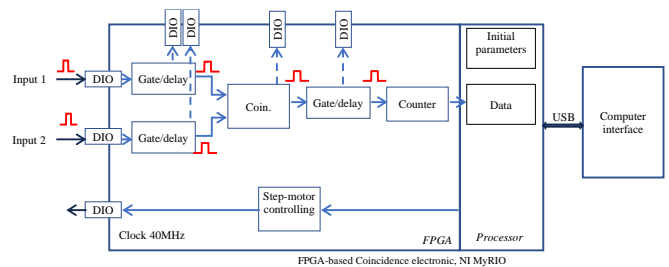 DIO
DIO
DIO
DIO
Initial
parameters
Input 1
DIO
Gate/delay
Coin.
Gate/delay
Counter
Data
USB
Computer
interface
Input 2
DIO
Gate/delay
Step-motor
controlling
DIO
Clock 40MHz
FPGA
Processor
FPGA-based Coincidence electronic, NI MyRIO